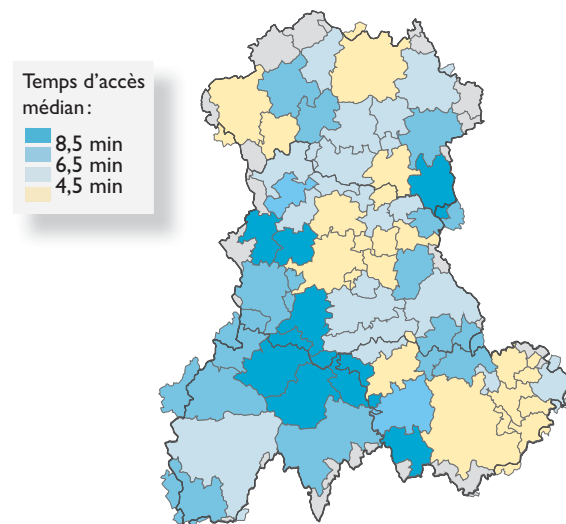 Temps d’accès
médian :
8,5 min
6,5 min
4,5 min